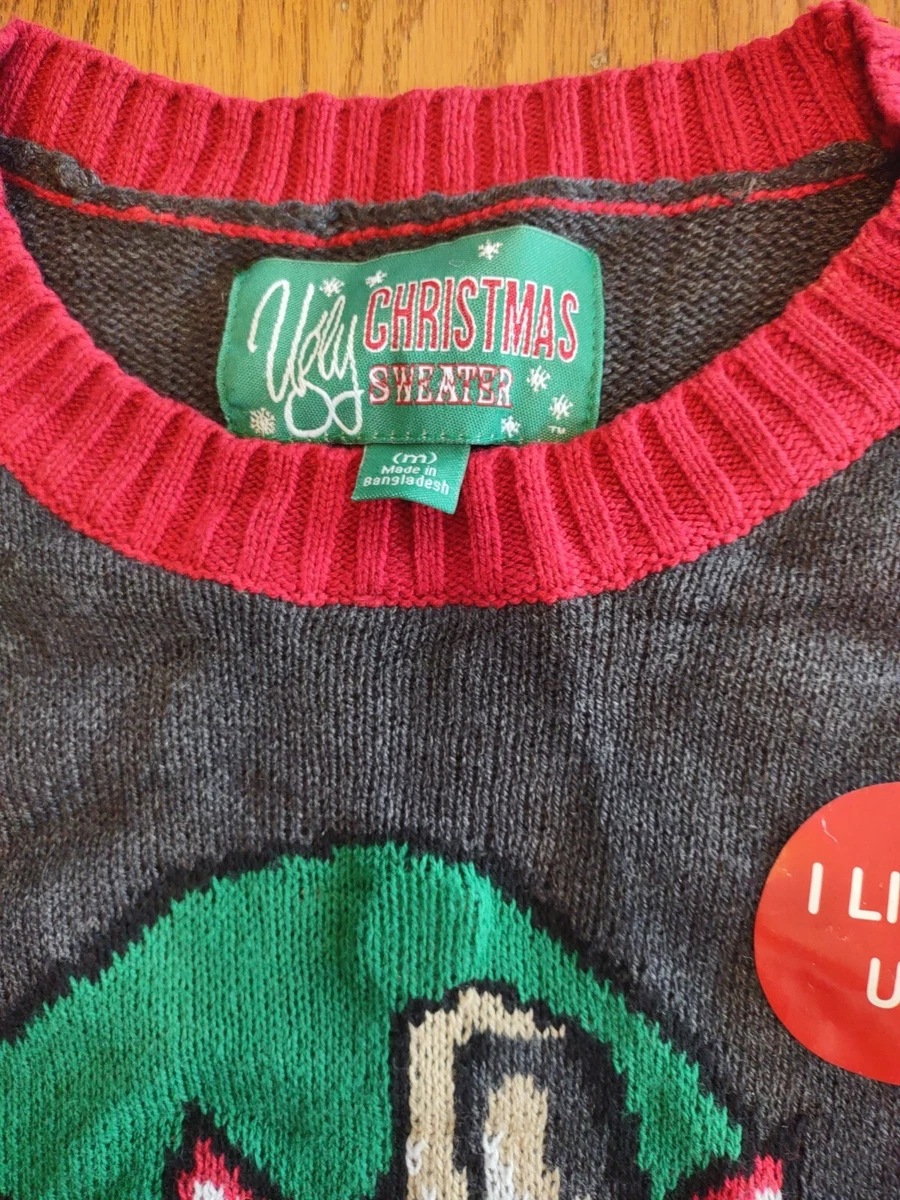 Ugly CHRISTMAS
SWEATER
TM
(m)
Made in
Bangladesh
I LI
U